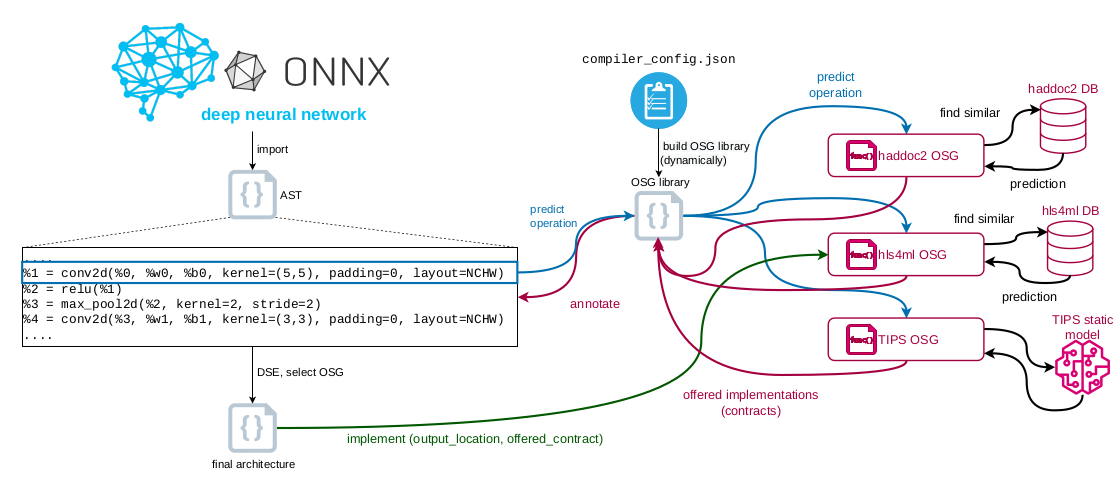 ONNX
deep neural network
import
AST
....
%1 = conv2d(%0, %w0, %b0, kernel=(5,5), padding=0, layout=NCHW)
%2 = relu(%1)
%3 = max_pool2d(%2, kernel=2, stride=2)
%4 = conv2d(%3, %w1, %b1, kernel=(3,3), padding=0, layout=NCHW)
....
DSE, select OSG
{}
final architecture
implement (output_location, offered_contract)
predict
operation
annotate
compiler_config.json
build OSG library
(dynamically)
OSG library
{}
predict
operation
haddoc2 OSG
find similar
haddoc2 DB
prediction
hls4ml OSG
find similar
hls4ml DB
prediction
TIPS OSG
TIPS static
model
offered implementations
(contracts)